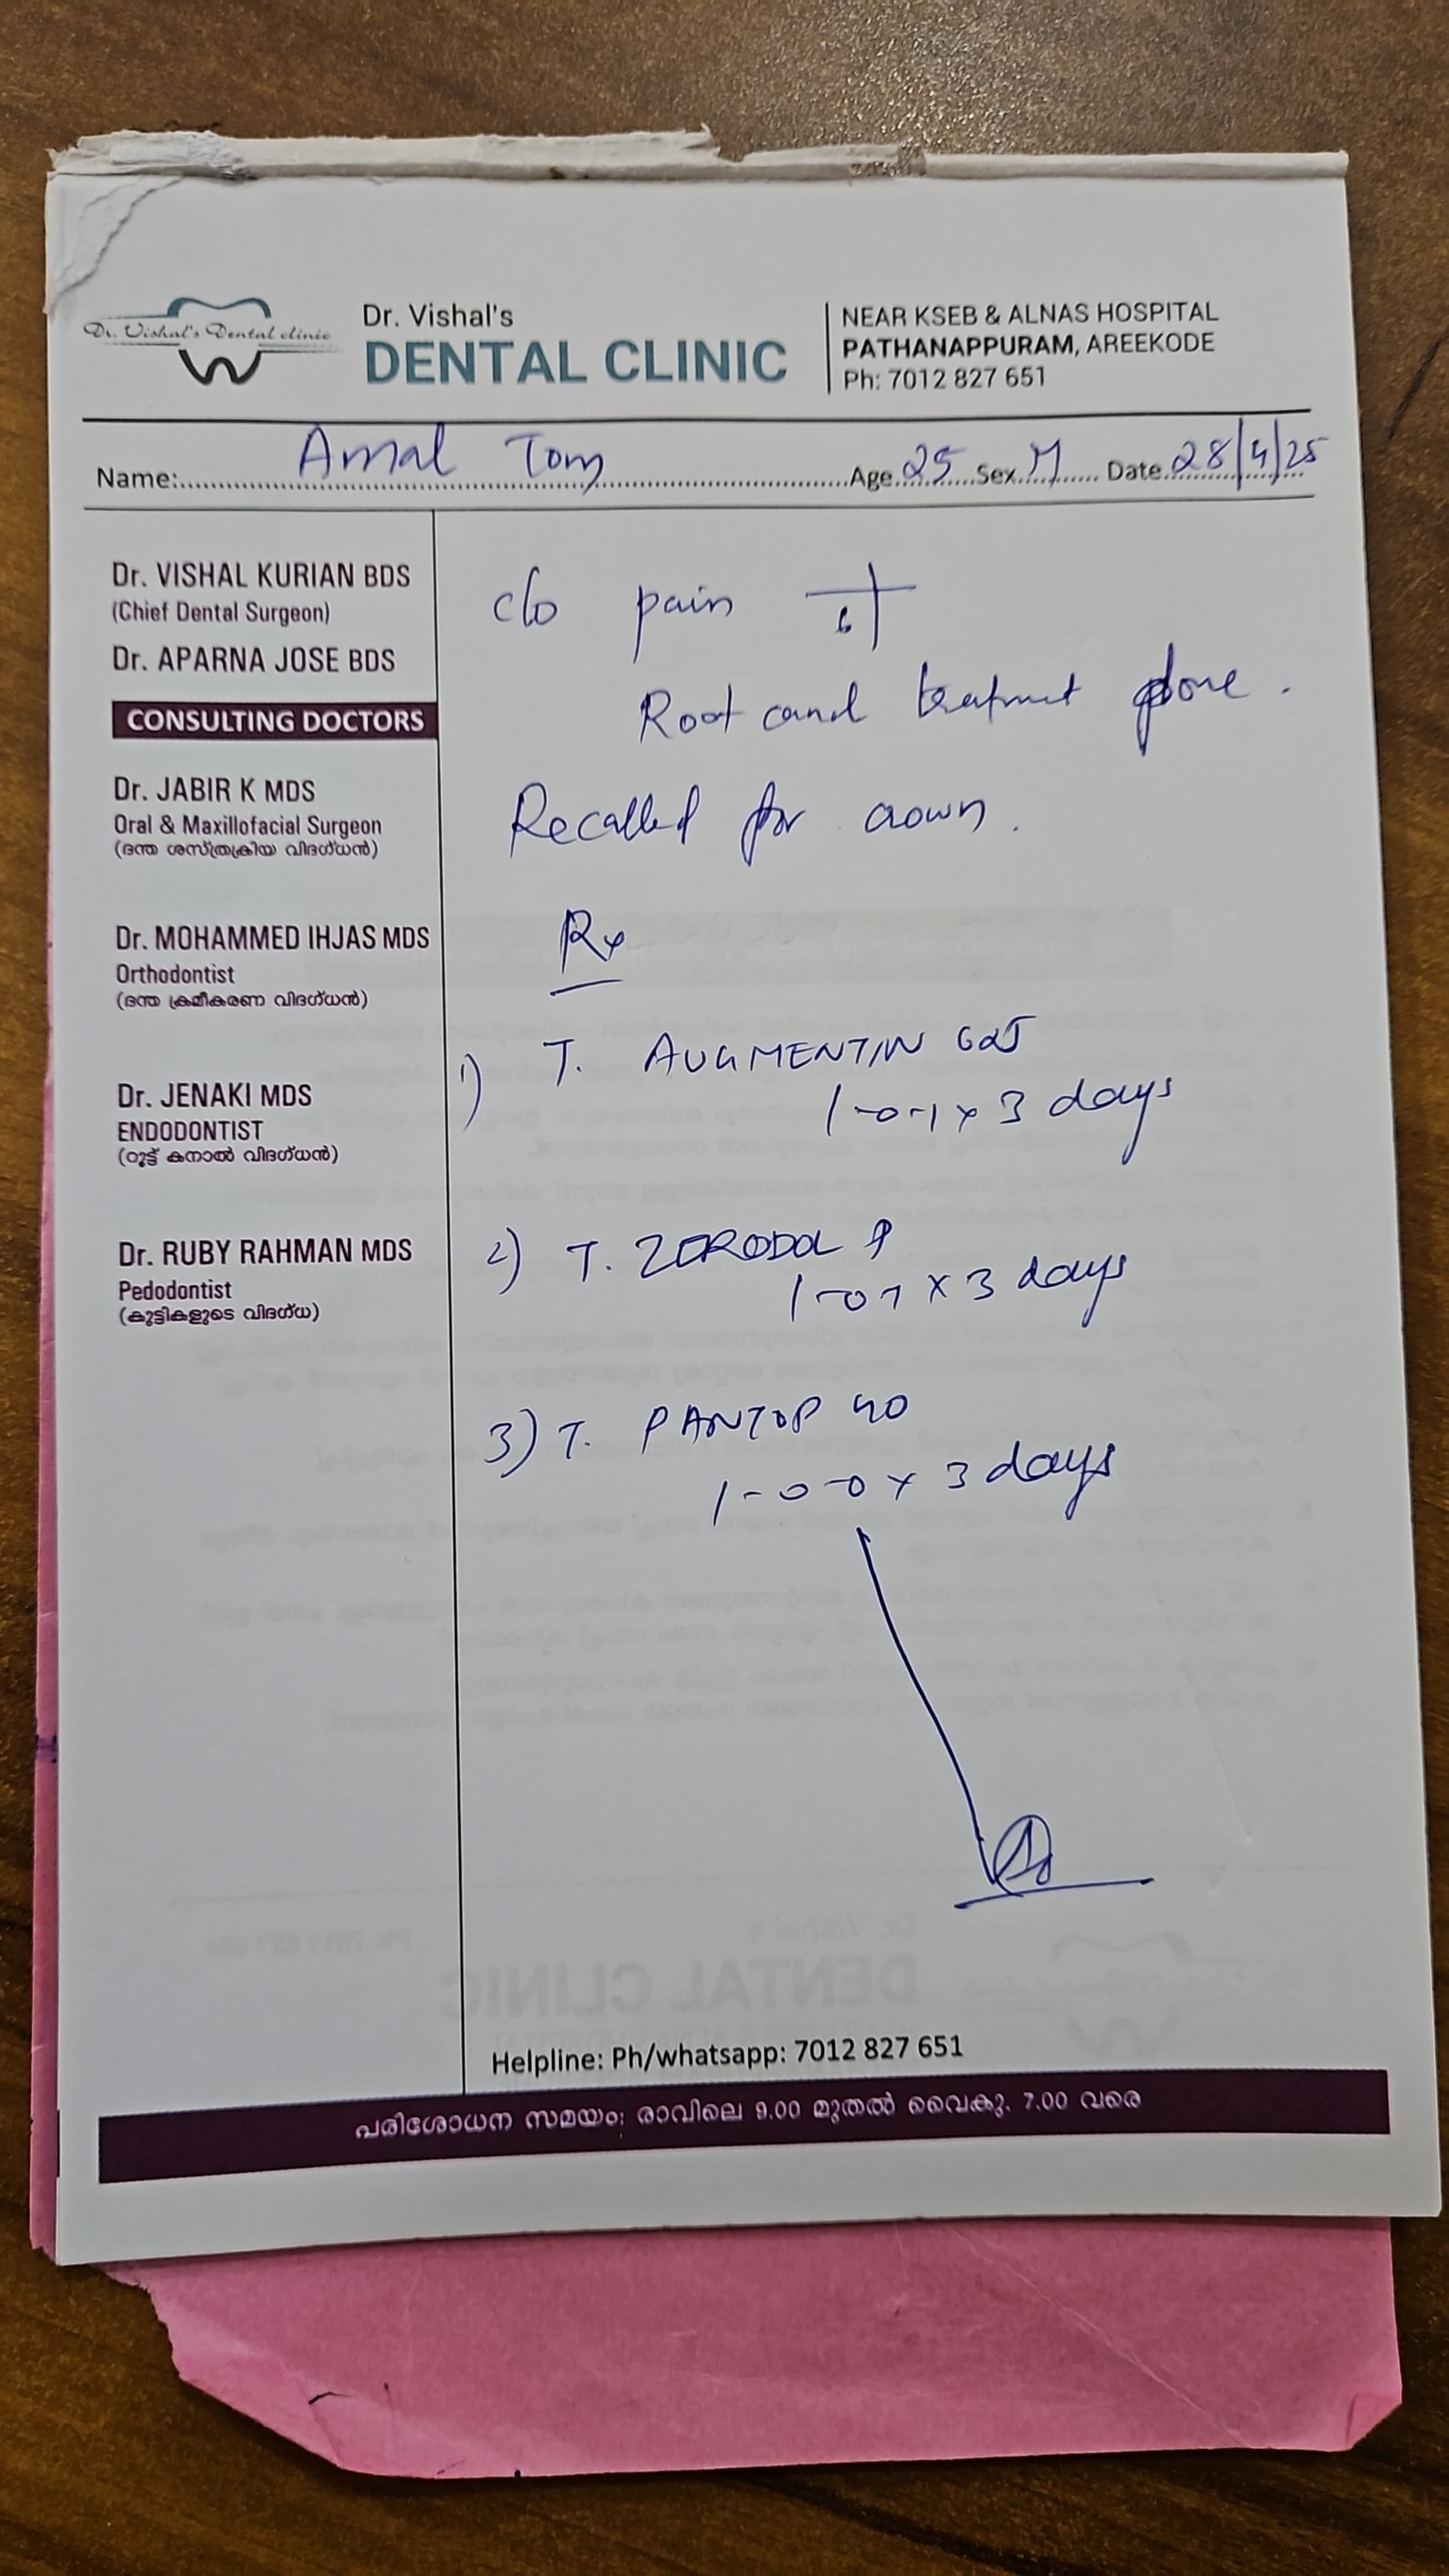 Dr. Vishal's Dental clinic
Dr. Vishal's
DENTAL CLINIC
NEAR KSEB & ALNAS HOSPITAL
PATHANAPPURAM, AREEKODE
Ph: 7012 827 651
Name: Amal Tom Age 25 Sex M Date 28/4/25
Dr. VISHAL KURIAN BDS
(Chief Dental Surgeon)
Dr. APARNA JOSE BDS
CONSULTING DOCTORS
Dr. JABIR K MDS
Oral & Maxillofacial Surgeon
(ദന്ത ശസ്ത്രക്രിയ വിദഗ്ധൻ)
Dr. MOHAMMED IHJAS MDS
Orthodontist
(ദന്ത ക്രമീകരണ വിദഗ്ധൻ)
Dr. JENAKI MDS
ENDODONTIST
(റൂട്ട് കനാൽ വിദഗ്ധൻ)
Dr. RUBY RAHMAN MDS
Pedodontist
(കുട്ടികളുടെ വിദഗ്ധ)
c/o pain 6
Root canal treatment done.
Recalled for crown.
Rx
1) T. AUGMENTIN 625
1-0-1 x 3 days
2) T. ZERODOL P
1-0-1 x 3 days
3) T. PANTOP 40
1-0-0 x 3 days
Helpline: Ph/whatsapp: 7012 827 651
പരിശോധന സമയം: രാവിലെ 9.00 മുതൽ വൈകു. 7.00 വരെ